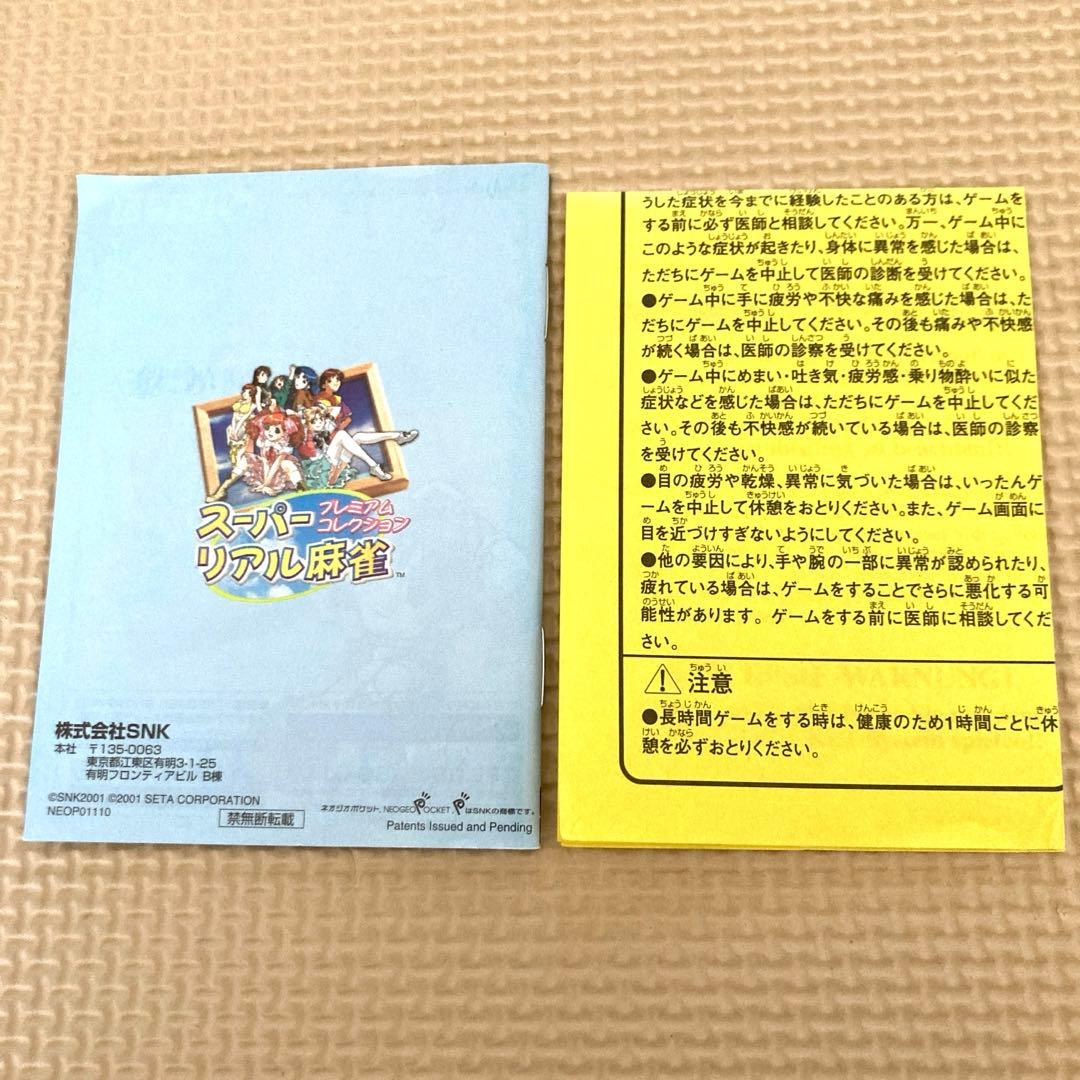 スーパー
プレミアム
コレクション
リアル麻雀™
株式会社SNK
本社 〒135-0063
東京都江東区有明3-1-25
有明フロンティアビル B棟
©SNK2001 ©2001 SETA CORPORATION
NEOP01110
禁無断転載
ネオジオポケット、NEOGEO POCKET、PはSNKの商標です。
Patents Issued and Pending
うした症状を今までに経験したことのある方は、ゲームを
する前に必ず医師と相談してください。万一、ゲーム中に
このような症状が起きたり、身体に異常を感じた場合は、
ただちにゲームを中止して医師の診断を受けてください。
●ゲーム中に手に疲労や不快な痛みを感じた場合は、た
だちにゲームを中止してください。その後も痛みや不快感
が続く場合は、医師の診察を受けてください。
●ゲーム中にめまい・吐き気・疲労感・乗り物酔いに似た
症状などを感じた場合は、ただちにゲームを中止してくだ
さい。その後も不快感が続いている場合は、医師の診察
を受けてください。
●目の疲労や乾燥、異常に気づいた場合は、いったんゲ
ームを中止して休憩をおとりください。また、ゲーム画面に
目を近づけすぎないようにしてください。
●他の要因により、手や腕の一部に異常が認められたり、
疲れている場合は、ゲームをすることでさらに悪化する可
能性があります。ゲームをする前に医師に相談してくだ
さい。
⚠ 注意
●長時間ゲームをする時は、健康のため1時間ごとに休
憩を必ずおとりください。